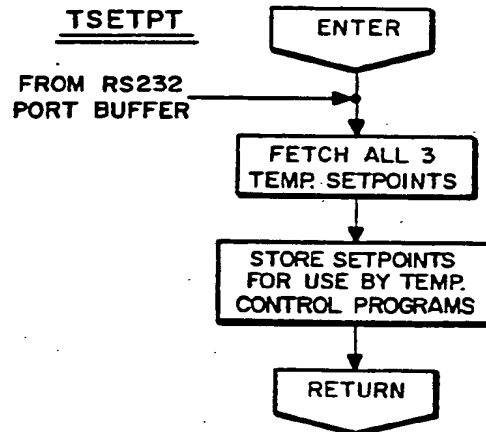 TSETPT
ENTER
FROM RS232
PORT BUFFER
FETCH ALL 3
TEMP. SETPOINTS
STORE SETPOINTS
FOR USE BY TEMP.
CONTROL PROGRAMS
RETURN